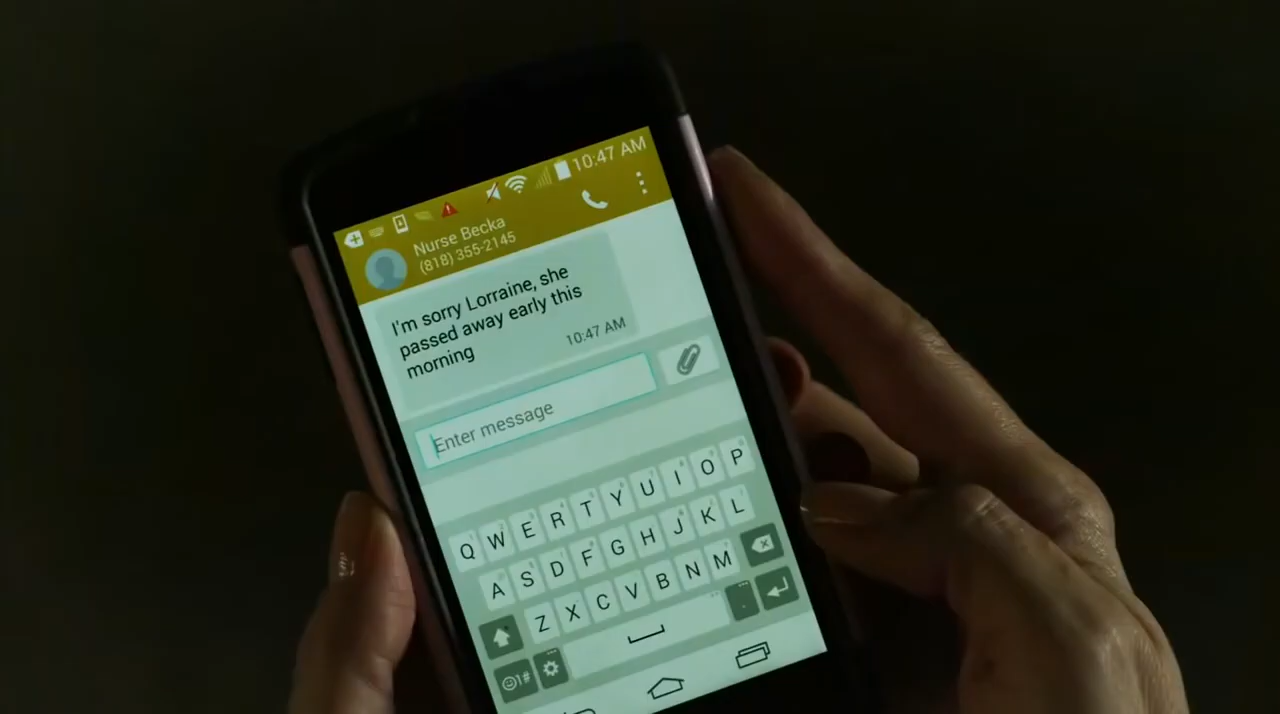 10:47 AM
Nurse Becka
(818) 355-2145
I'm sorry Lorraine, she
passed away early this
morning
10:47 AM
Enter message
Q W E R T Y U I O P
A S D F G H J K L
Z X C V B N M
1# .